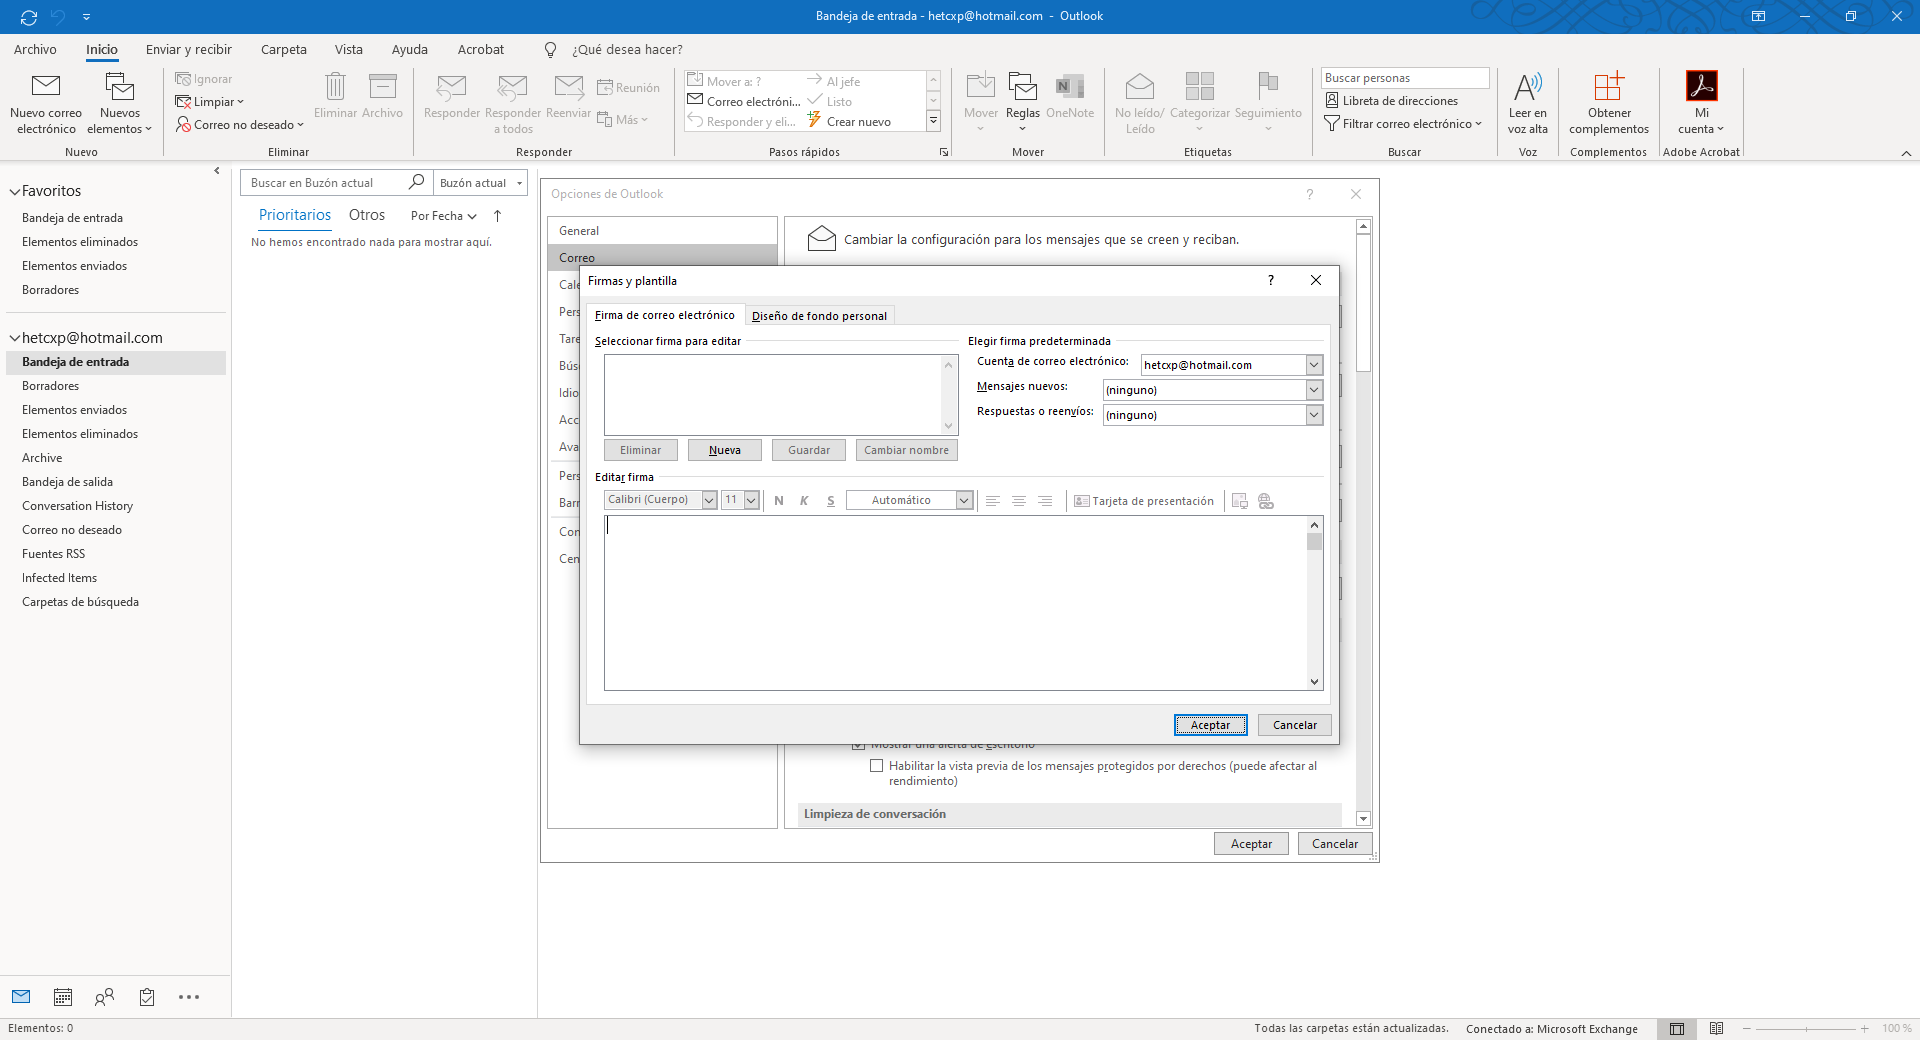 Bandeja de entrada - hetcxp@hotmail.com - Outlook
Archivo
Inicio
Enviar y recibir
Carpeta
Vista
Ayuda
Acrobat
¿Qué desea hacer?
Nuevo correo
electrónico
Nuevos
elementos
Nuevo
Ignorar
Limpiar
Correo no deseado
Eliminar
Archivo
Eliminar
Responder
Responder
a todos
Reenviar
Reunión
Más
Responder
Mover a: ?
Correo electróni...
Responder y eli...
Al jefe
Listo
Crear nuevo
Pasos rápidos
Mover
Reglas
OneNote
Mover
No leído/
Leído
Categorizar
Seguimiento
Etiquetas
Buscar personas
Libreta de direcciones
Filtrar correo electrónico
Buscar
Leer en
voz alta
Voz
Obtener
complementos
Complementos
Mi
cuenta
Adobe Acrobat
Favoritos
Bandeja de entrada
Elementos eliminados
Elementos enviados
Borradores
hetcxp@hotmail.com
Bandeja de entrada
Borradores
Elementos enviados
Elementos eliminados
Archive
Bandeja de salida
Conversation History
Correo no deseado
Fuentes RSS
Infected Items
Carpetas de búsqueda
Buscar en Buzón actual
Buzón actual
Prioritarios
Otros
Por Fecha
No hemos encontrado nada para mostrar aquí.
Opciones de Outlook
?
General
Correo
Cale
Pers
Tare
Bús
Idio
Acc
Ava
Pers
Barr
Con
Cen
Cambiar la configuración para los mensajes que se creen y reciban.
Firmas y plantilla
?
Firma de correo electrónico
Diseño de fondo personal
Seleccionar firma para editar
Elegir firma predeterminada
Cuenta de correo electrónico:
hetcxp@hotmail.com
Mensajes nuevos:
(ninguno)
Respuestas o reenvíos:
(ninguno)
Eliminar
Nueva
Guardar
Cambiar nombre
Editar firma
Calibri (Cuerpo)
11
N
K
S
Automático
Tarjeta de presentación
Aceptar
Cancelar
Mostrar una alerta de escritorio
Habilitar la vista previa de los mensajes protegidos por derechos (puede afectar al
rendimiento)
Limpieza de conversación
Aceptar
Cancelar
Elementos: 0
Todas las carpetas están actualizadas.
Conectado a: Microsoft Exchange
100 %